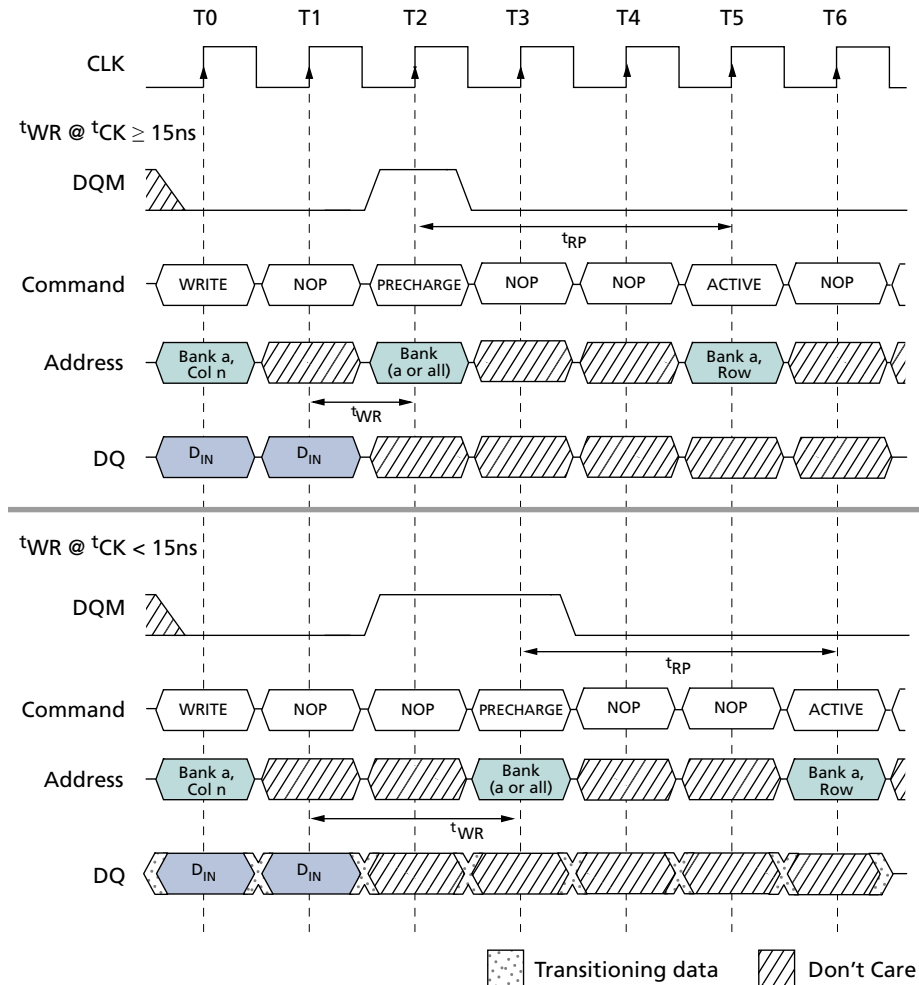 T0 T1 T2 T3 T4 T5 T6
CLK
tWR @ tCK ≥ 15ns
DQM
tRP
Command WRITE NOP PRECHARGE NOP NOP ACTIVE NOP
Address Bank a, Bank Bank a,
Col n (a or all) Row
tWR
DQ DIN DIN
tWR @ tCK < 15ns
DQM
tRP
Command WRITE NOP NOP PRECHARGE NOP NOP ACTIVE
Address Bank a, Bank Bank a,
Col n (a or all) Row
tWR
DQ DIN DIN
Transitioning data Don't Care